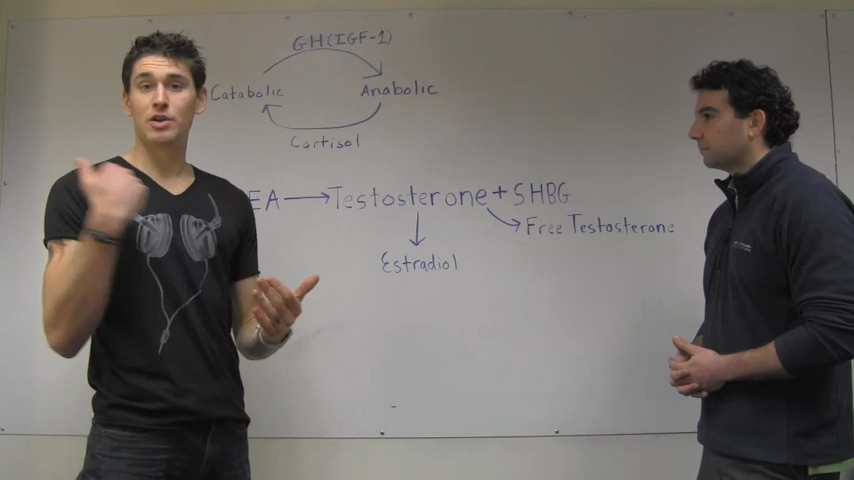 GH(IGF-1)
Catabolic Anabolic
Cortisol
EA → Testosterone + SHBG
Free Testosterone
Estradiol